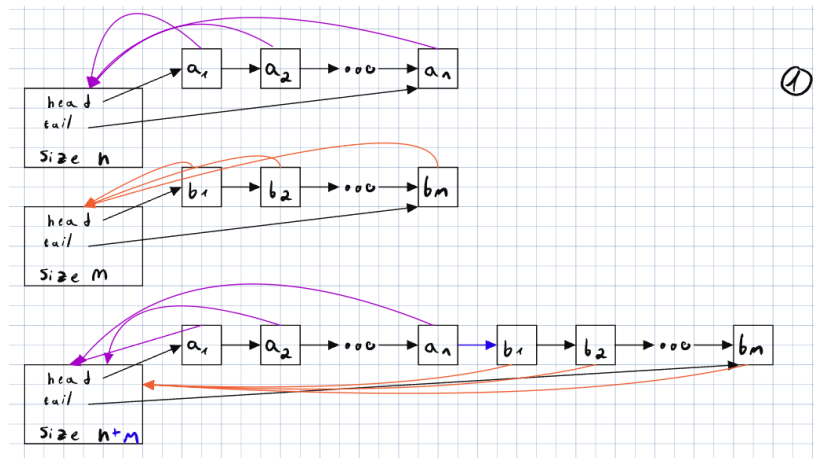 a1 a2 ... an
①
head
tail
size n
b1 b2 ... bm
head
tail
size m
a1 a2 ... an b1 b2 ... bm
head
tail
size n+m